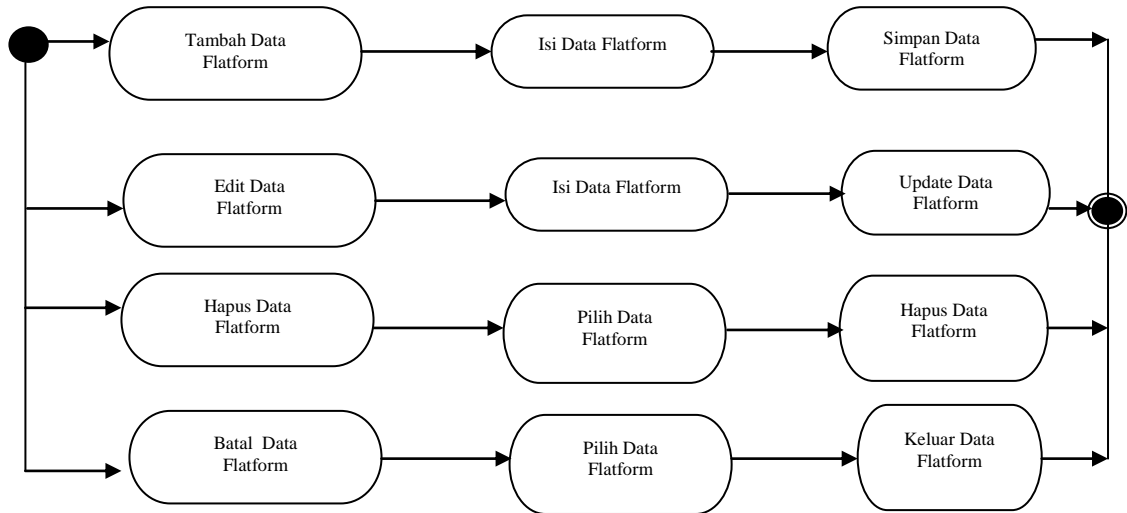 Tambah Data
Flatform
Isi Data Flatform
Simpan Data
Flatform
Edit Data
Flatform
Isi Data Flatform
Update Data
Flatform
Hapus Data
Flatform
Pilih Data
Flatform
Hapus Data
Flatform
Batal Data
Flatform
Pilih Data
Flatform
Keluar Data
Flatform